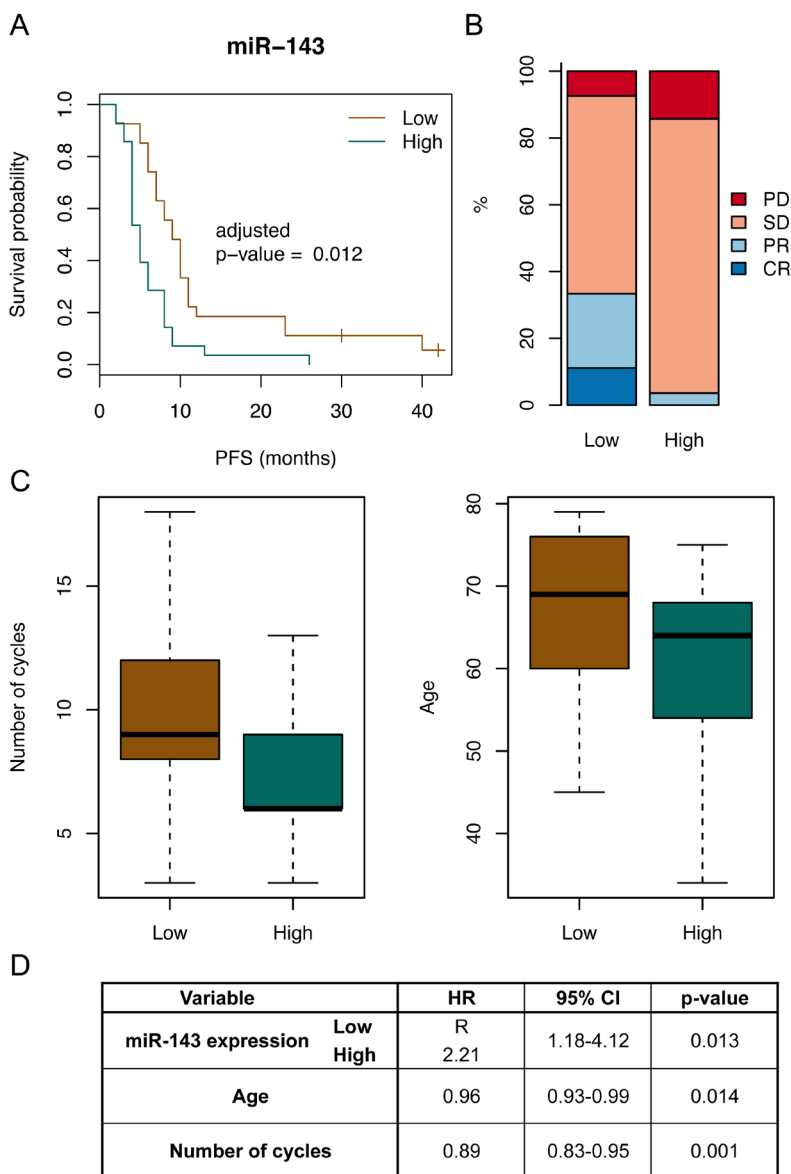 A
miR−143
Survival probability
1.0
0.8
0.6
0.4
0.2
0.0
Low
High
adjusted
p−value = 0.012
0 10 20 30 40
PFS (months)
B
%
100
80
60
40
20
0
PD
SD
PR
CR
Low High
C
Number of cycles
15
10
5
Low High
Age
80
70
60
50
40
Low High
D
Variable HR 95% CI p-value
miR-143 expression Low R 1.18-4.12 0.013
High 2.21
Age 0.96 0.93-0.99 0.014
Number of cycles 0.89 0.83-0.95 0.001